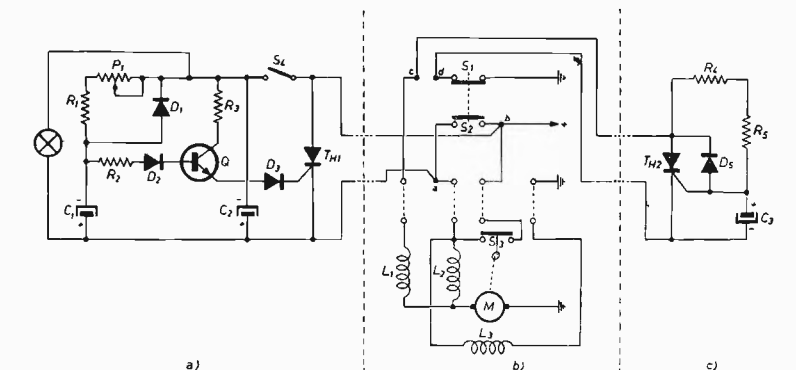 P1
R1
D1
R3
R2
D2
Q
D3
C1
-
+
C2
-
+
S4
TH1
a)
c
d
S1
S2
b
+
a
S3
L1
L2
M
L3
b)
R4
R5
TH2
D5
+
C3
-
c)